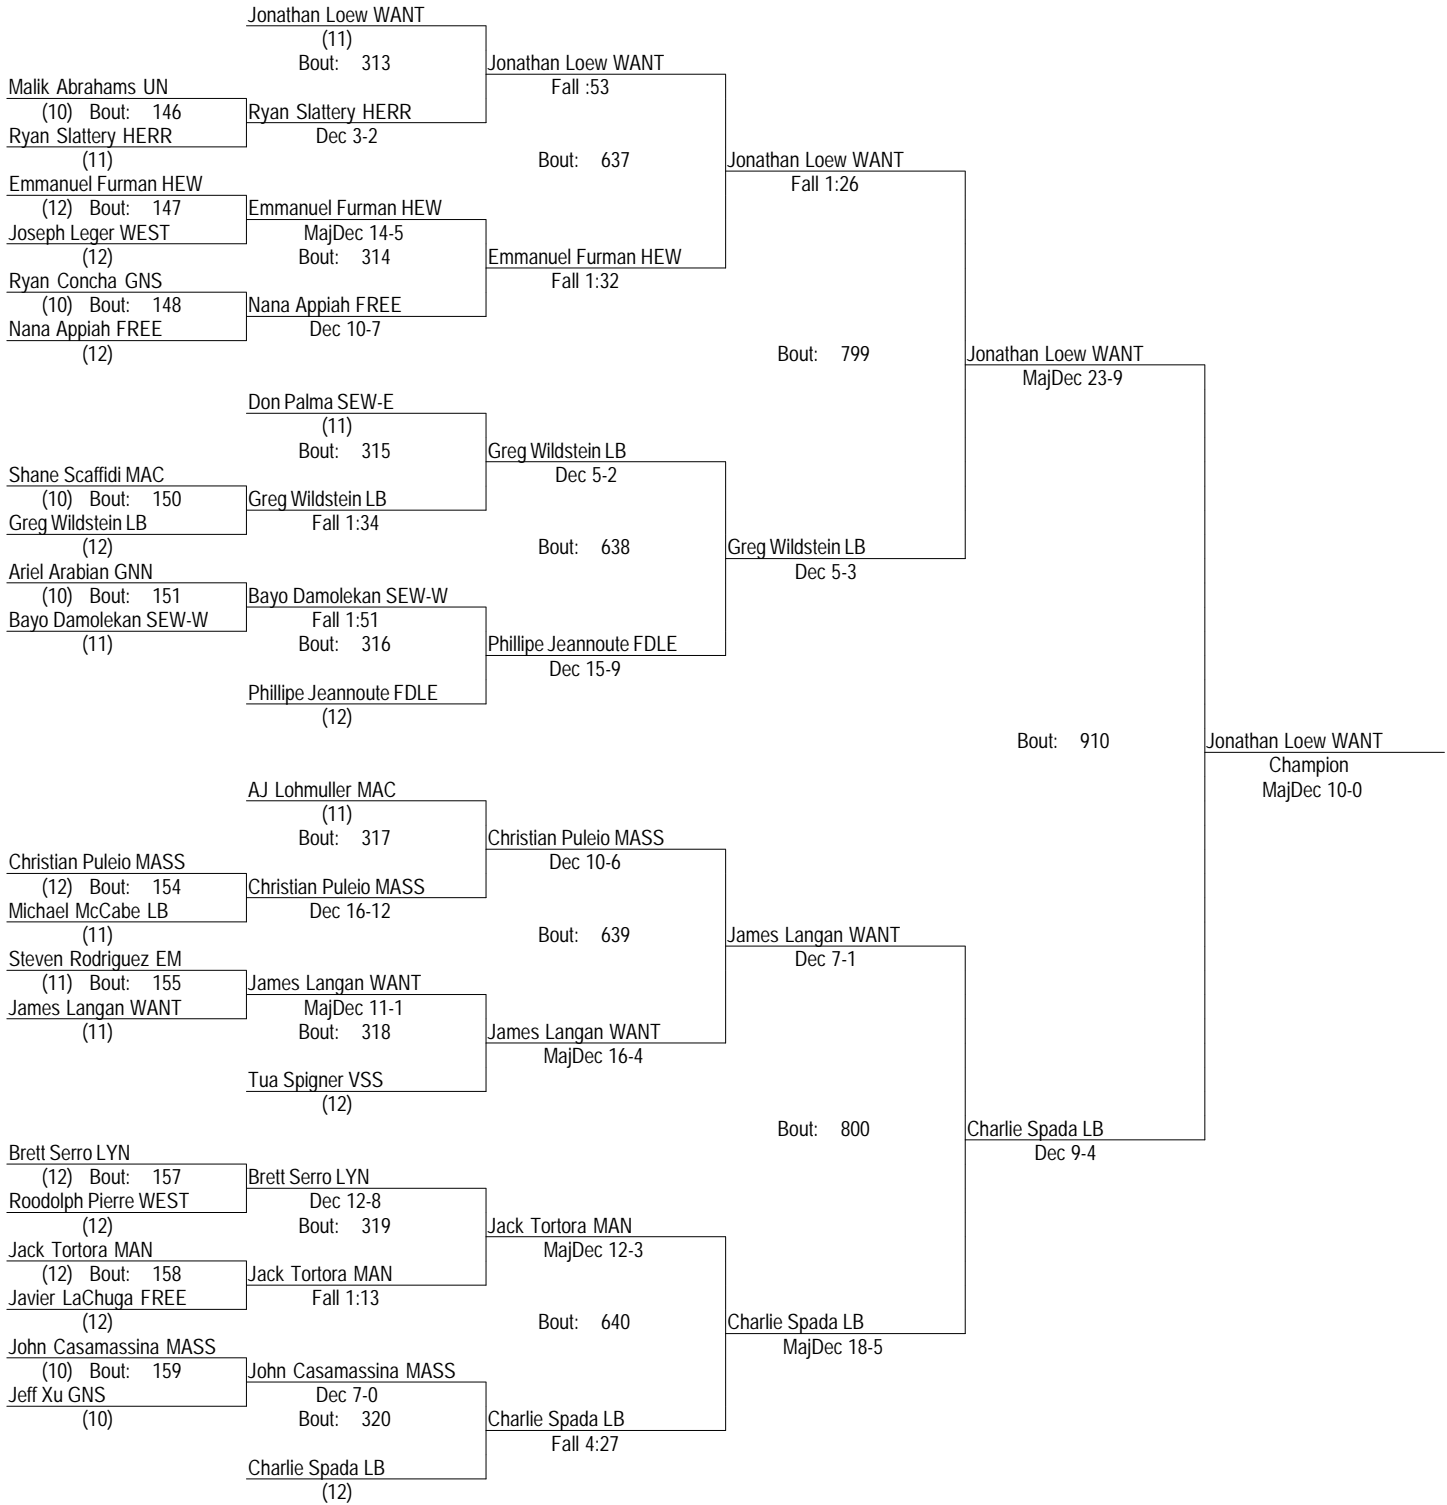 Jonathan Loew WANT
(11)
Bout: 313
Jonathan Loew WANT
Fall :53
Malik Abrahams UN
(10) Bout: 146
Ryan Slattery HERR
Ryan Slattery HERR
Dec 3-2
(11)
Bout: 637
Jonathan Loew WANT
Fall 1:26
Emmanuel Furman HEW
(12) Bout: 147
Emmanuel Furman HEW
Joseph Leger WEST
MajDec 14-5
(12)
Bout: 314
Emmanuel Furman HEW
Fall 1:32
Ryan Concha GNS
(10) Bout: 148
Nana Appiah FREE
Nana Appiah FREE
Dec 10-7
(12)
Bout: 799
Jonathan Loew WANT
MajDec 23-9
Don Palma SEW-E
(11)
Bout: 315
Greg Wildstein LB
Dec 5-2
Shane Scaffidi MAC
(10) Bout: 150
Greg Wildstein LB
Greg Wildstein LB
Fall 1:34
(12)
Bout: 638
Greg Wildstein LB
Dec 5-3
Ariel Arabian GNN
(10) Bout: 151
Bayo Damolekan SEW-W
Bayo Damolekan SEW-W
Fall 1:51
(11)
Bout: 316
Phillipe Jeannoute FDLE
Dec 15-9
Phillipe Jeannoute FDLE
(12)
Bout: 910
Jonathan Loew WANT
Champion
MajDec 10-0
AJ Lohmuller MAC
(11)
Bout: 317
Christian Puleio MASS
Dec 10-6
Christian Puleio MASS
(12) Bout: 154
Christian Puleio MASS
Michael McCabe LB
Dec 16-12
(11)
Bout: 639
James Langan WANT
Dec 7-1
Steven Rodriguez EM
(11) Bout: 155
James Langan WANT
James Langan WANT
MajDec 11-1
(11)
Bout: 318
James Langan WANT
MajDec 16-4
Tua Spigner VSS
(12)
Bout: 800
Charlie Spada LB
Dec 9-4
Brett Serro LYN
(12) Bout: 157
Brett Serro LYN
Roodolph Pierre WEST
Dec 12-8
(12)
Bout: 319
Jack Tortora MAN
MajDec 12-3
Jack Tortora MAN
(12) Bout: 158
Jack Tortora MAN
Javier LaChuga FREE
Fall 1:13
(12)
Bout: 640
Charlie Spada LB
MajDec 18-5
John Casamassina MASS
(10) Bout: 159
John Casamassina MASS
Jeff Xu GNS
Dec 7-0
(10)
Bout: 320
Charlie Spada LB
Fall 4:27
Charlie Spada LB
(12)